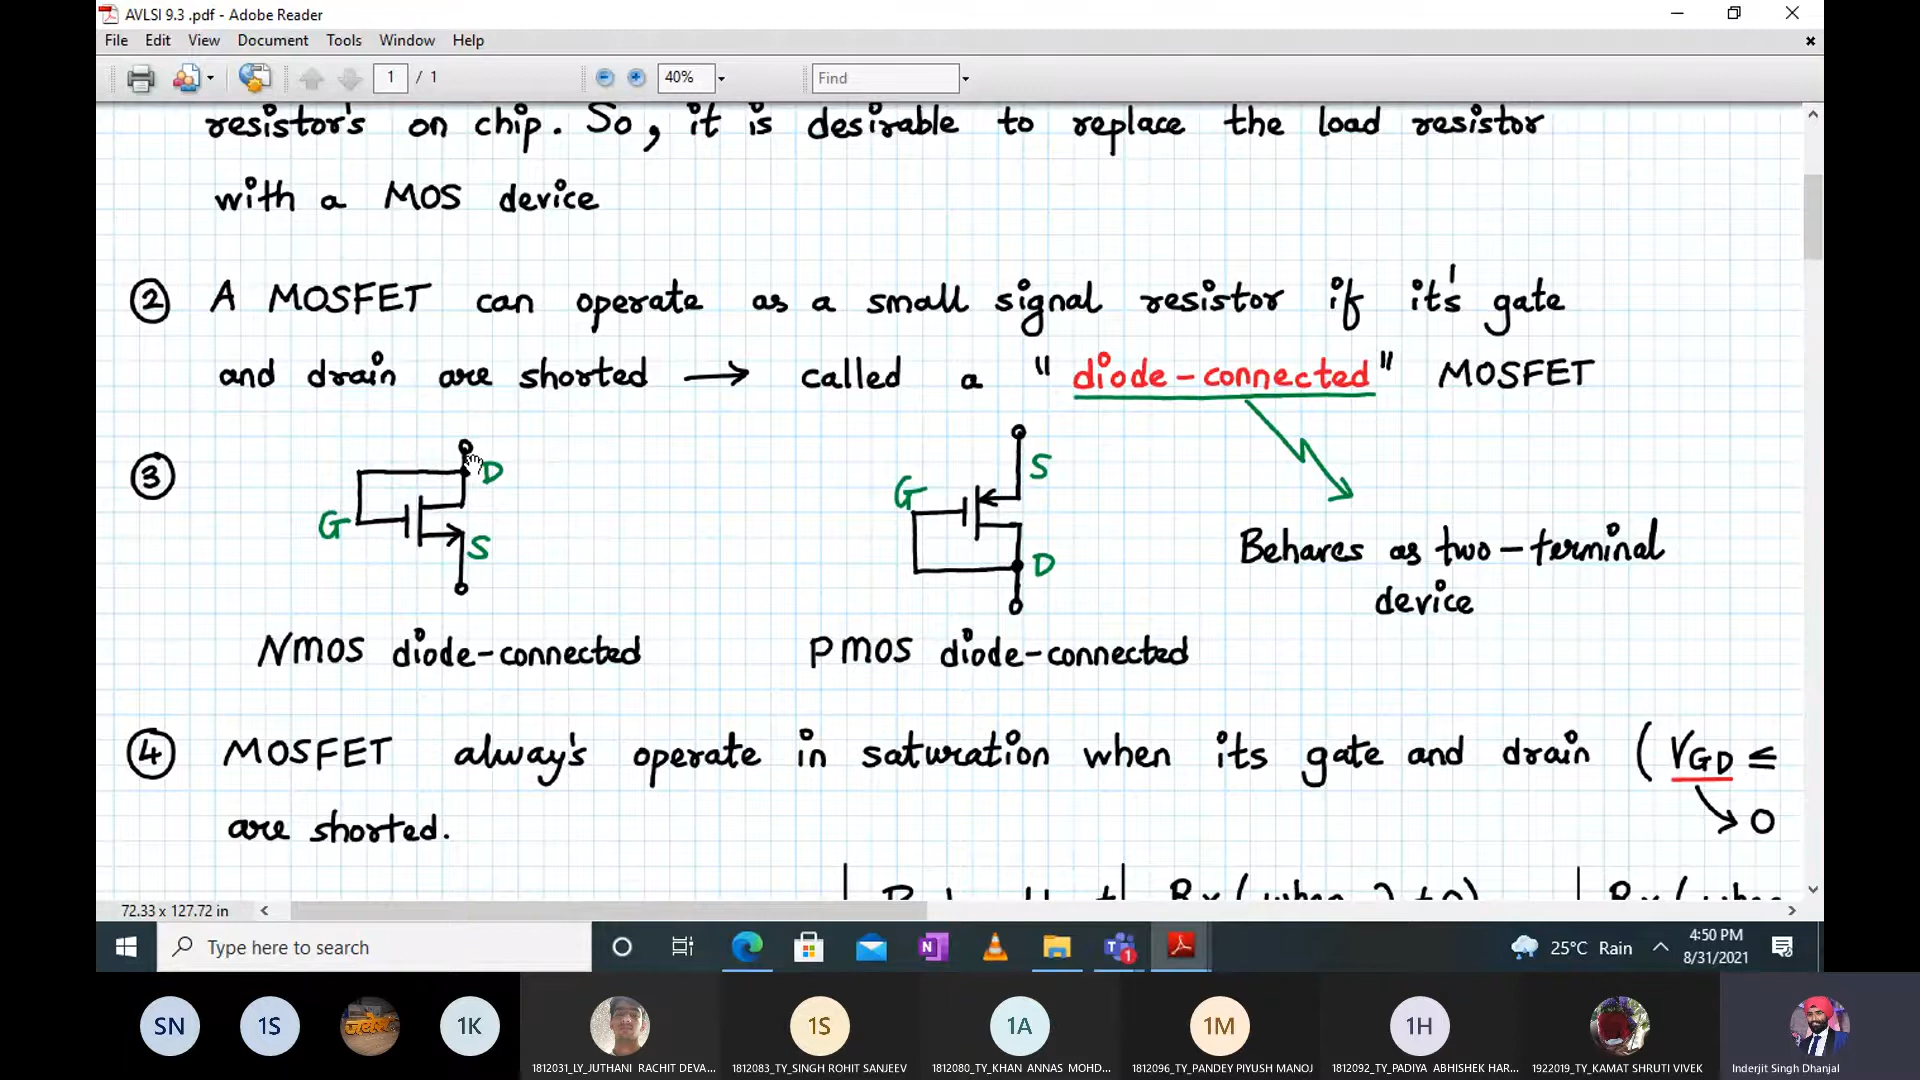 AVLSI 9.3 .pdf - Adobe Reader
File Edit View Document Tools Window Help
1 / 1 40% Find
resistor's on chip. So, it is desirable to replace the load resistor
with a MOS device
② A MOSFET can operate as a small signal resistor if it's gate
and drain are shorted → called a "diode-connected" MOSFET
③
D
G
S
S
G
D
Behaves as two-terminal
device
NMOS diode-connected
PMOS diode-connected
④ MOSFET alway's operate in saturation when its gate and drain (VGD ≤
are shorted.
0
72.33 x 127.72 in
Type here to search
25°C Rain
4:50 PM
8/31/2021
1
SN
1S
1K
1S
1A
1M
1H
1812031_LY_JUTHANI RACHIT DEVA...
1812083_TY_SINGH ROHIT SANJEEV
1812080_TY_KHAN ANNAS MOHD...
1812096_TY_PANDEY PIYUSH MANOJ
1812092_TY_PADIYA ABHISHEK HAR...
1922019_TY_KAMAT SHRUTI VIVEK
Inderjit Singh Dhanjal